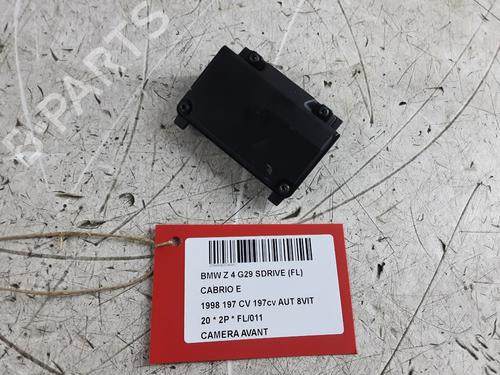 B-PARTS
BMW Z 4 G29 SDRIVE (FL)
CABRIO E
1998 197 CV 197cv AUT 8VIT
20 * 2P * FL/011
CAMERA AVANT